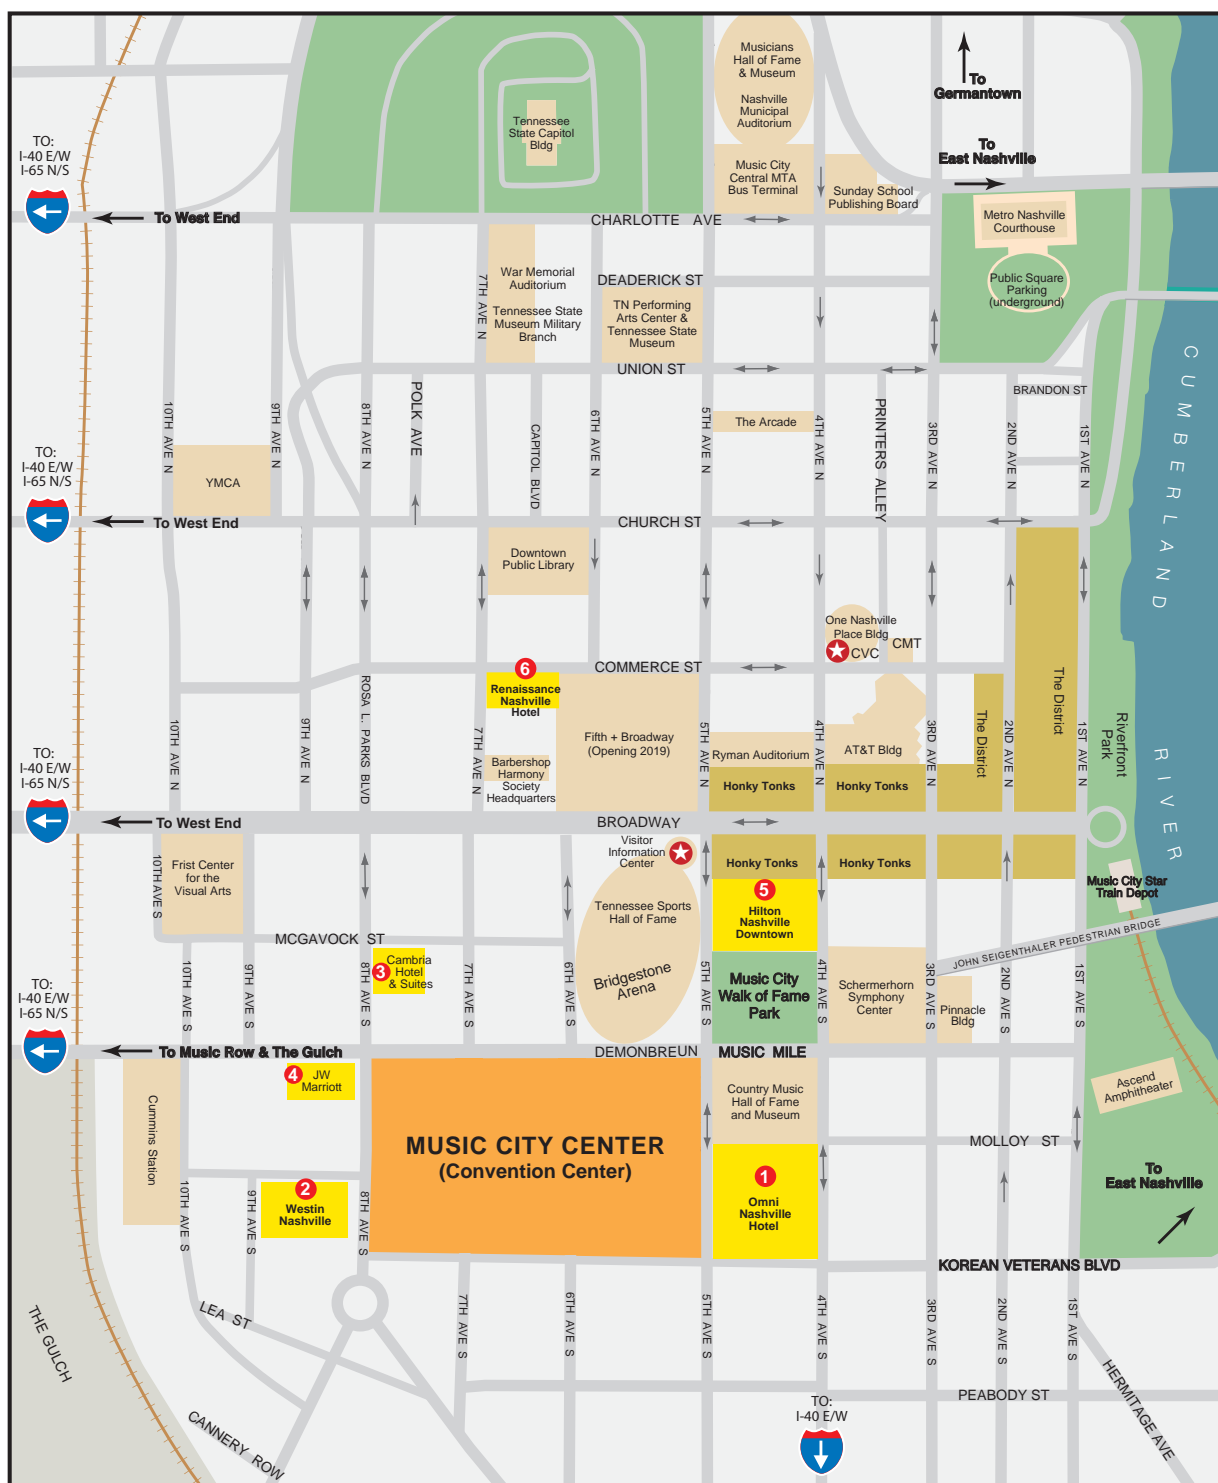 Musicians
Hall of Fame
& Museum
Nashville
Municipal
Auditorium
To
Germantown
Tennessee
State Capitol
Bldg
TO:
I-40 E/W
I-65 N/S
To
East Nashville
Music City
Central MTA
Bus Terminal
Sunday School
Publishing Board
To West End
CHARLOTTE AVE
Metro Nashville
Courthouse
War Memorial
Auditorium
Tennessee State
Museum Military
Branch
7TH AVE N
DEADERICK ST
TN Performing
Arts Center &
Tennessee State
Museum
Public Square
Parking
(underground)
UNION ST
BRANDON ST
CUMBERLAND RIVER
10TH AVE N
9TH AVE N
8TH AVE N
POLK AVE
CAPITOL BLVD
6TH AVE N
5TH AVE N
The Arcade
4TH AVE N
PRINTERS ALLEY
3RD AVE N
2ND AVE N
1ST AVE N
TO:
I-40 E/W
I-65 N/S
YMCA
To West End
CHURCH ST
Downtown
Public Library
One Nashville
Place Bldg
CVC
CMT
COMMERCE ST
6
Renaissance
Nashville
Hotel
ROSA L. PARKS BLVD
The District
The District
Riverfront
Park
10TH AVE N
9TH AVE N
7TH AVE N
5TH AVE N
4TH AVE N
3RD AVE N
2ND AVE N
1ST AVE N
Fifth + Broadway
(Opening 2019)
Ryman Auditorium
AT&T Bldg
Barbershop
Harmony
Society
Headquarters
Honky Tonks
Honky Tonks
TO:
I-40 E/W
I-65 N/S
To West End
BROADWAY
Visitor
Information
Center
Honky Tonks
Honky Tonks
10TH AVE S
Frist Center
for the
Visual Arts
Music City Star
Train Depot
5
Hilton
Nashville
Downtown
Tennessee Sports
Hall of Fame
MCGAVOCK ST
JOHN SEIGENTHALER PEDESTRIAN BRIDGE
3
Cambria
Hotel
& Suites
Bridgestone
Arena
Music City
Walk of Fame
Park
Schermerhorn
Symphony
Center
Pinnacle
Bldg
10TH AVE S
9TH AVE S
8TH AVE S
7TH AVE S
6TH AVE S
5TH AVE S
4TH AVE S
3RD AVE S
2ND AVE S
1ST AVE S
TO:
I-40 E/W
I-65 N/S
To Music Row & The Gulch
DEMONBREUN
MUSIC MILE
4
JW
Marriott
Country Music
Hall of Fame
and Museum
Ascend
Amphitheater
Cummins Station
MUSIC CITY CENTER
(Convention Center)
MOLLOY ST
To
East Nashville
2
Westin
Nashville
1
Omni
Nashville
Hotel
10TH AVE S
9TH AVE S
8TH AVE S
KOREAN VETERANS BLVD
THE GULCH
LEA ST
7TH AVE S
6TH AVE S
5TH AVE S
4TH AVE S
3RD AVE S
2ND AVE S
1ST AVE S
HERMITAGE AVE
PEABODY ST
CANNERY ROW
TO:
I-40 E/W